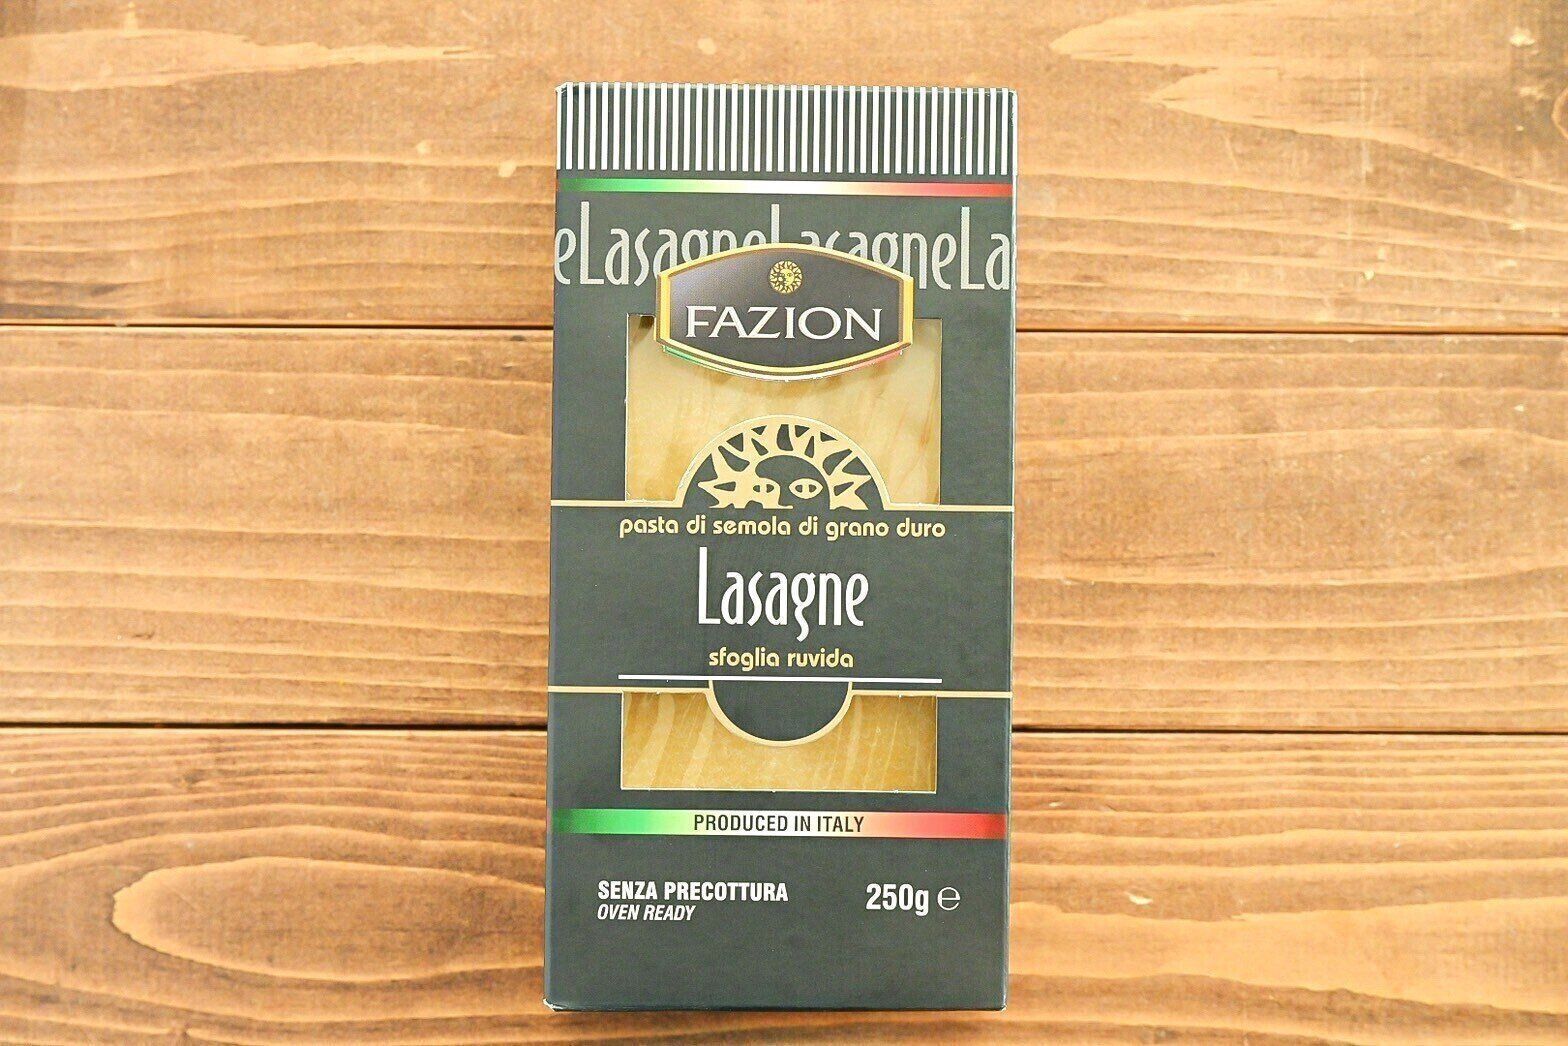 eLasagneLasagneLa
FAZION
pasta di semola di grano duro
Lasagne
sfoglia ruvida
PRODUCED IN ITALY
SENZA PRECOTTURA
OVEN READY
250g ℮